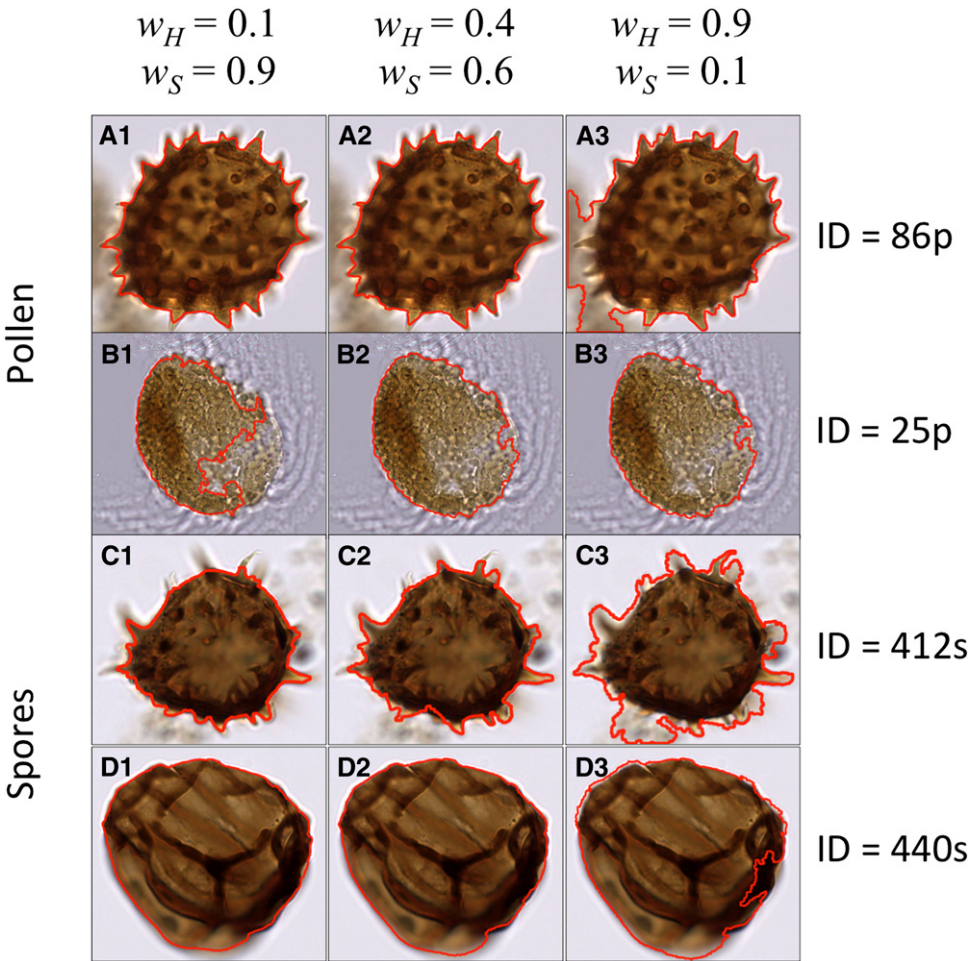 w_H = 0.1 w_H = 0.4 w_H = 0.9
w_S = 0.9 w_S = 0.6 w_S = 0.1
Pollen
A1 A2 A3
ID = 86p
B1 B2 B3
ID = 25p
Spores
C1 C2 C3
ID = 412s
D1 D2 D3
ID = 440s